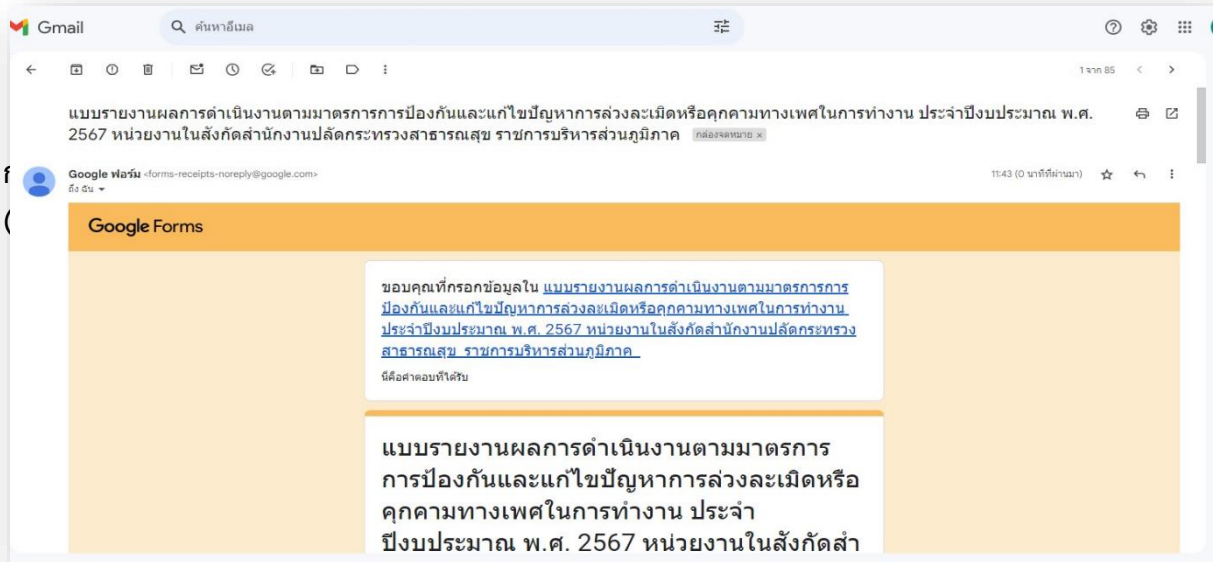 Gmail
ค้นหาอีเมล
1 จาก 85
แบบรายงานผลการดำเนินงานตามมาตรการการป้องกันและแก้ไขปัญหาการล่วงละเมิดหรือคุกคามทางเพศในการทำงาน ประจำปีงบประมาณ พ.ศ.
2567 หน่วยงานในสังกัดสำนักงานปลัดกระทรวงสาธารณสุข ราชการบริหารส่วนภูมิภาค กล่องจดหมาย ×
Google ฟอร์ม <forms-receipts-noreply@google.com> 11:43 (0 นาทีที่ผ่านมา)
ถึง ฉัน
(
Google Forms
ขอบคุณที่กรอกข้อมูลใน แบบรายงานผลการดำเนินงานตามมาตรการการ
ป้องกันและแก้ไขปัญหาการล่วงละเมิดหรือคุกคามทางเพศในการทำงาน
ประจำปีงบประมาณ พ.ศ. 2567 หน่วยงานในสังกัดสำนักงานปลัดกระทรวง
สาธารณสุข ราชการบริหารส่วนภูมิภาค
นี่คือคำตอบที่ได้รับ
แบบรายงานผลการดำเนินงานตามมาตรการ
การป้องกันและแก้ไขปัญหาการล่วงละเมิดหรือ
คุกคามทางเพศในการทำงาน ประจำ
ปีงบประมาณ พ.ศ. 2567 หน่วยงานในสังกัดสำ